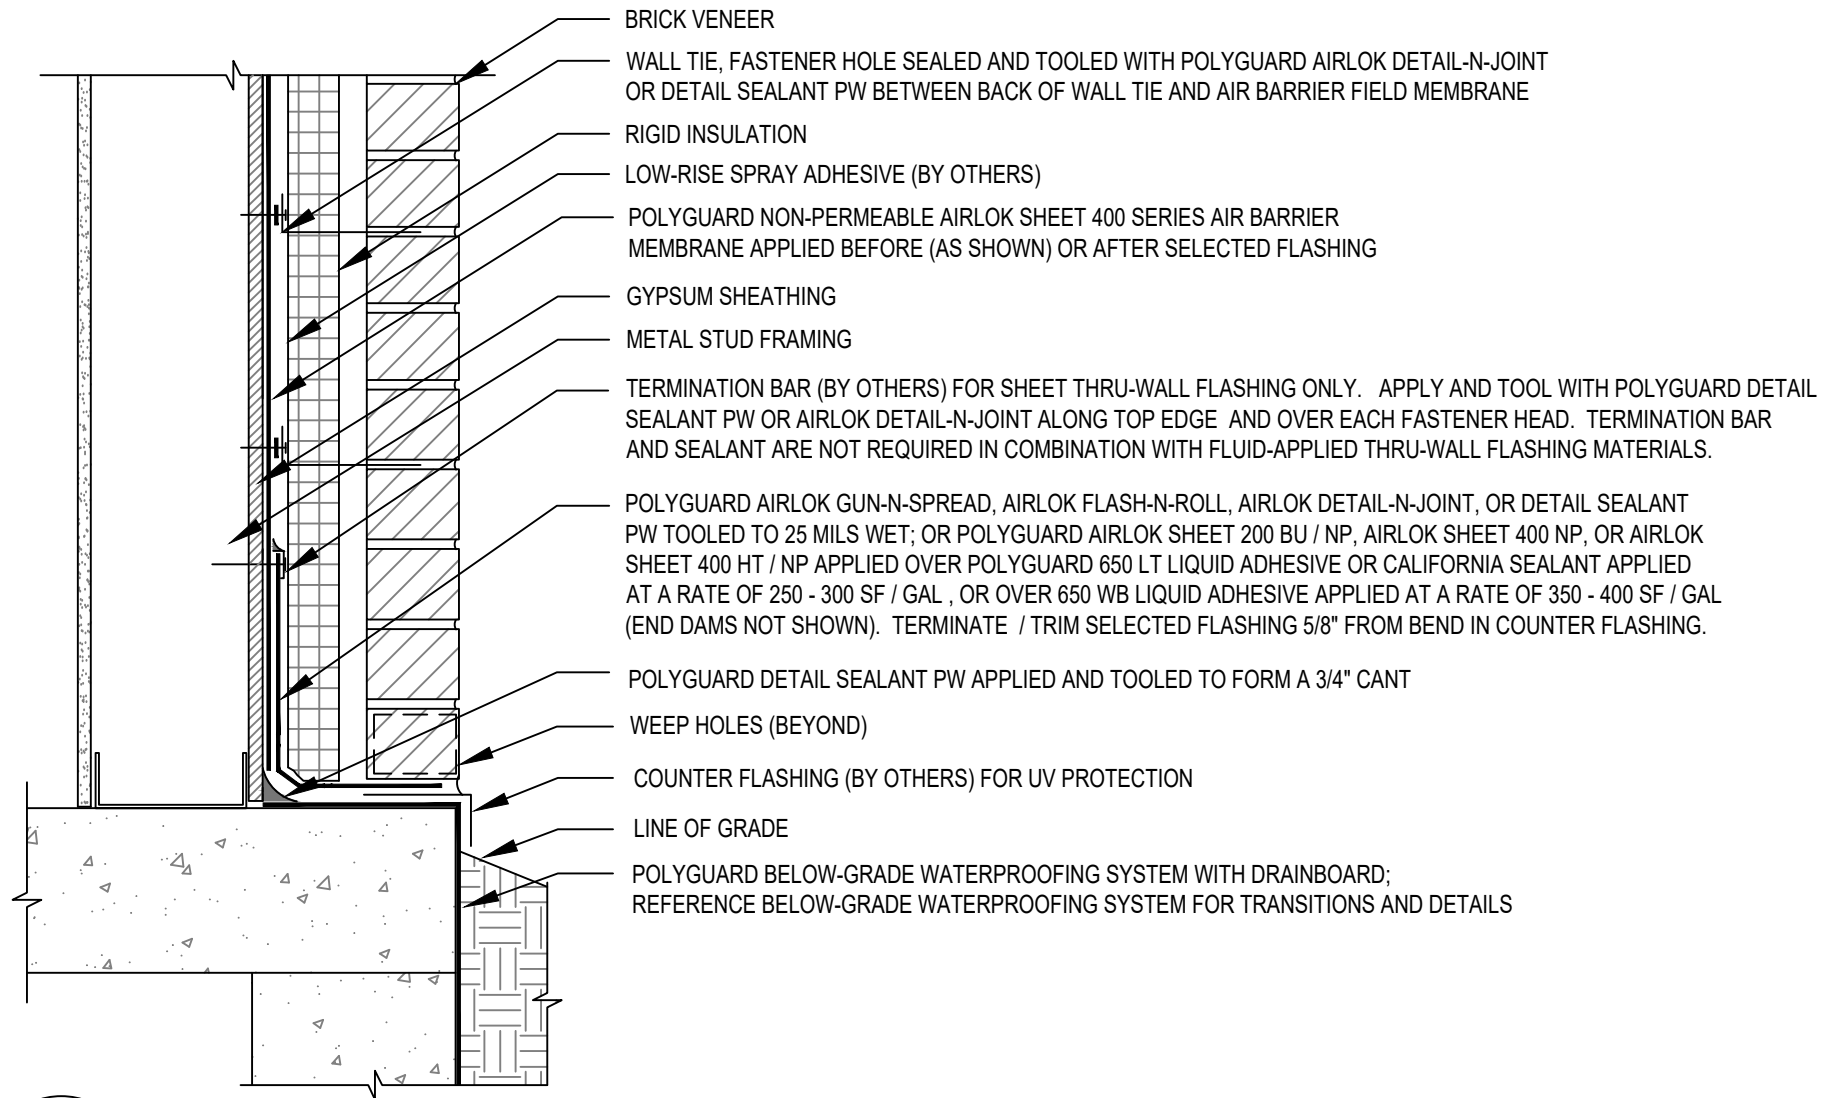 BRICK VENEER
WALL TIE, FASTENER HOLE SEALED AND TOOLED WITH POLYGUARD AIRLOK DETAIL-N-JOINT
OR DETAIL SEALANT PW BETWEEN BACK OF WALL TIE AND AIR BARRIER FIELD MEMBRANE
RIGID INSULATION
LOW-RISE SPRAY ADHESIVE (BY OTHERS)
POLYGUARD NON-PERMEABLE AIRLOK SHEET 400 SERIES AIR BARRIER
MEMBRANE APPLIED BEFORE (AS SHOWN) OR AFTER SELECTED FLASHING
GYPSUM SHEATHING
METAL STUD FRAMING
TERMINATION BAR (BY OTHERS) FOR SHEET THRU-WALL FLASHING ONLY. APPLY AND TOOL WITH POLYGUARD DETAIL
SEALANT PW OR AIRLOK DETAIL-N-JOINT ALONG TOP EDGE AND OVER EACH FASTENER HEAD. TERMINATION BAR
AND SEALANT ARE NOT REQUIRED IN COMBINATION WITH FLUID-APPLIED THRU-WALL FLASHING MATERIALS.
POLYGUARD AIRLOK GUN-N-SPREAD, AIRLOK FLASH-N-ROLL, AIRLOK DETAIL-N-JOINT, OR DETAIL SEALANT
PW TOOLED TO 25 MILS WET; OR POLYGUARD AIRLOK SHEET 200 BU / NP, AIRLOK SHEET 400 NP, OR AIRLOK
SHEET 400 HT / NP APPLIED OVER POLYGUARD 650 LT LIQUID ADHESIVE OR CALIFORNIA SEALANT APPLIED
AT A RATE OF 250 - 300 SF / GAL , OR OVER 650 WB LIQUID ADHESIVE APPLIED AT A RATE OF 350 - 400 SF / GAL
(END DAMS NOT SHOWN). TERMINATE / TRIM SELECTED FLASHING 5/8" FROM BEND IN COUNTER FLASHING.
POLYGUARD DETAIL SEALANT PW APPLIED AND TOOLED TO FORM A 3/4" CANT
WEEP HOLES (BEYOND)
COUNTER FLASHING (BY OTHERS) FOR UV PROTECTION
LINE OF GRADE
POLYGUARD BELOW-GRADE WATERPROOFING SYSTEM WITH DRAINBOARD;
REFERENCE BELOW-GRADE WATERPROOFING SYSTEM FOR TRANSITIONS AND DETAILS